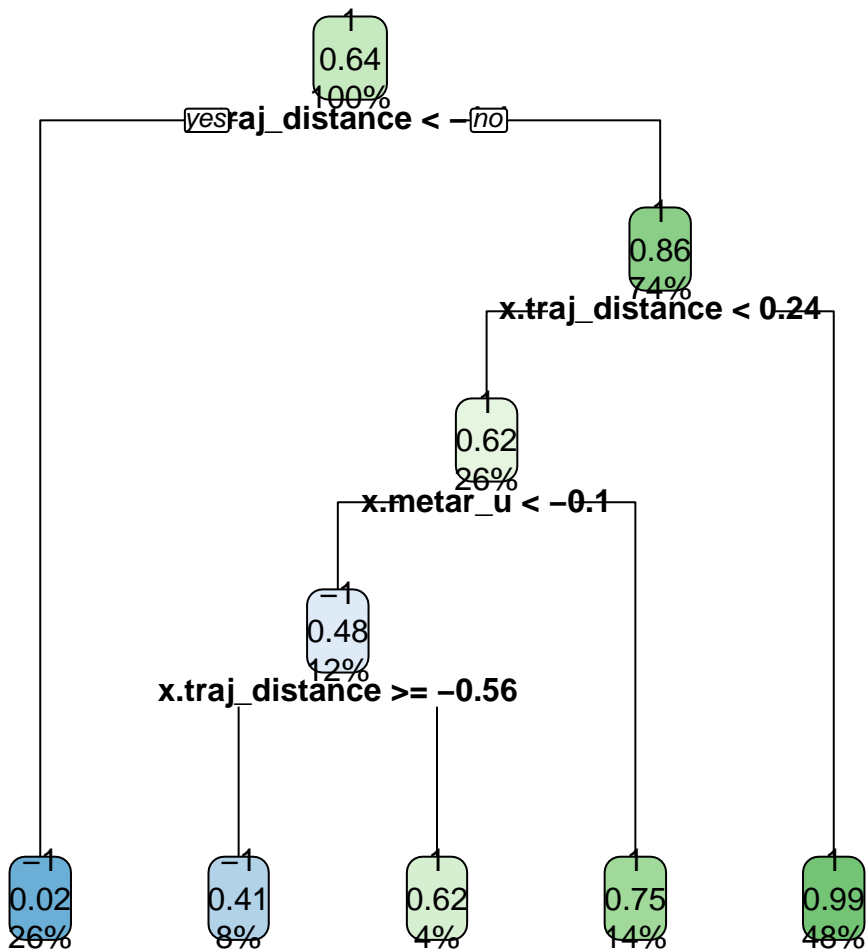 1
0.64
100%
yes raj_distance < − no
1
0.86
74%
x.traj_distance < 0.24
1
0.62
26%
x.metar_u < −0.1
−1
0.48
12%
x.traj_distance >= −0.56
−1 −1 1 1 1
0.02 0.41 0.62 0.75 0.99
26% 8% 4% 14% 48%